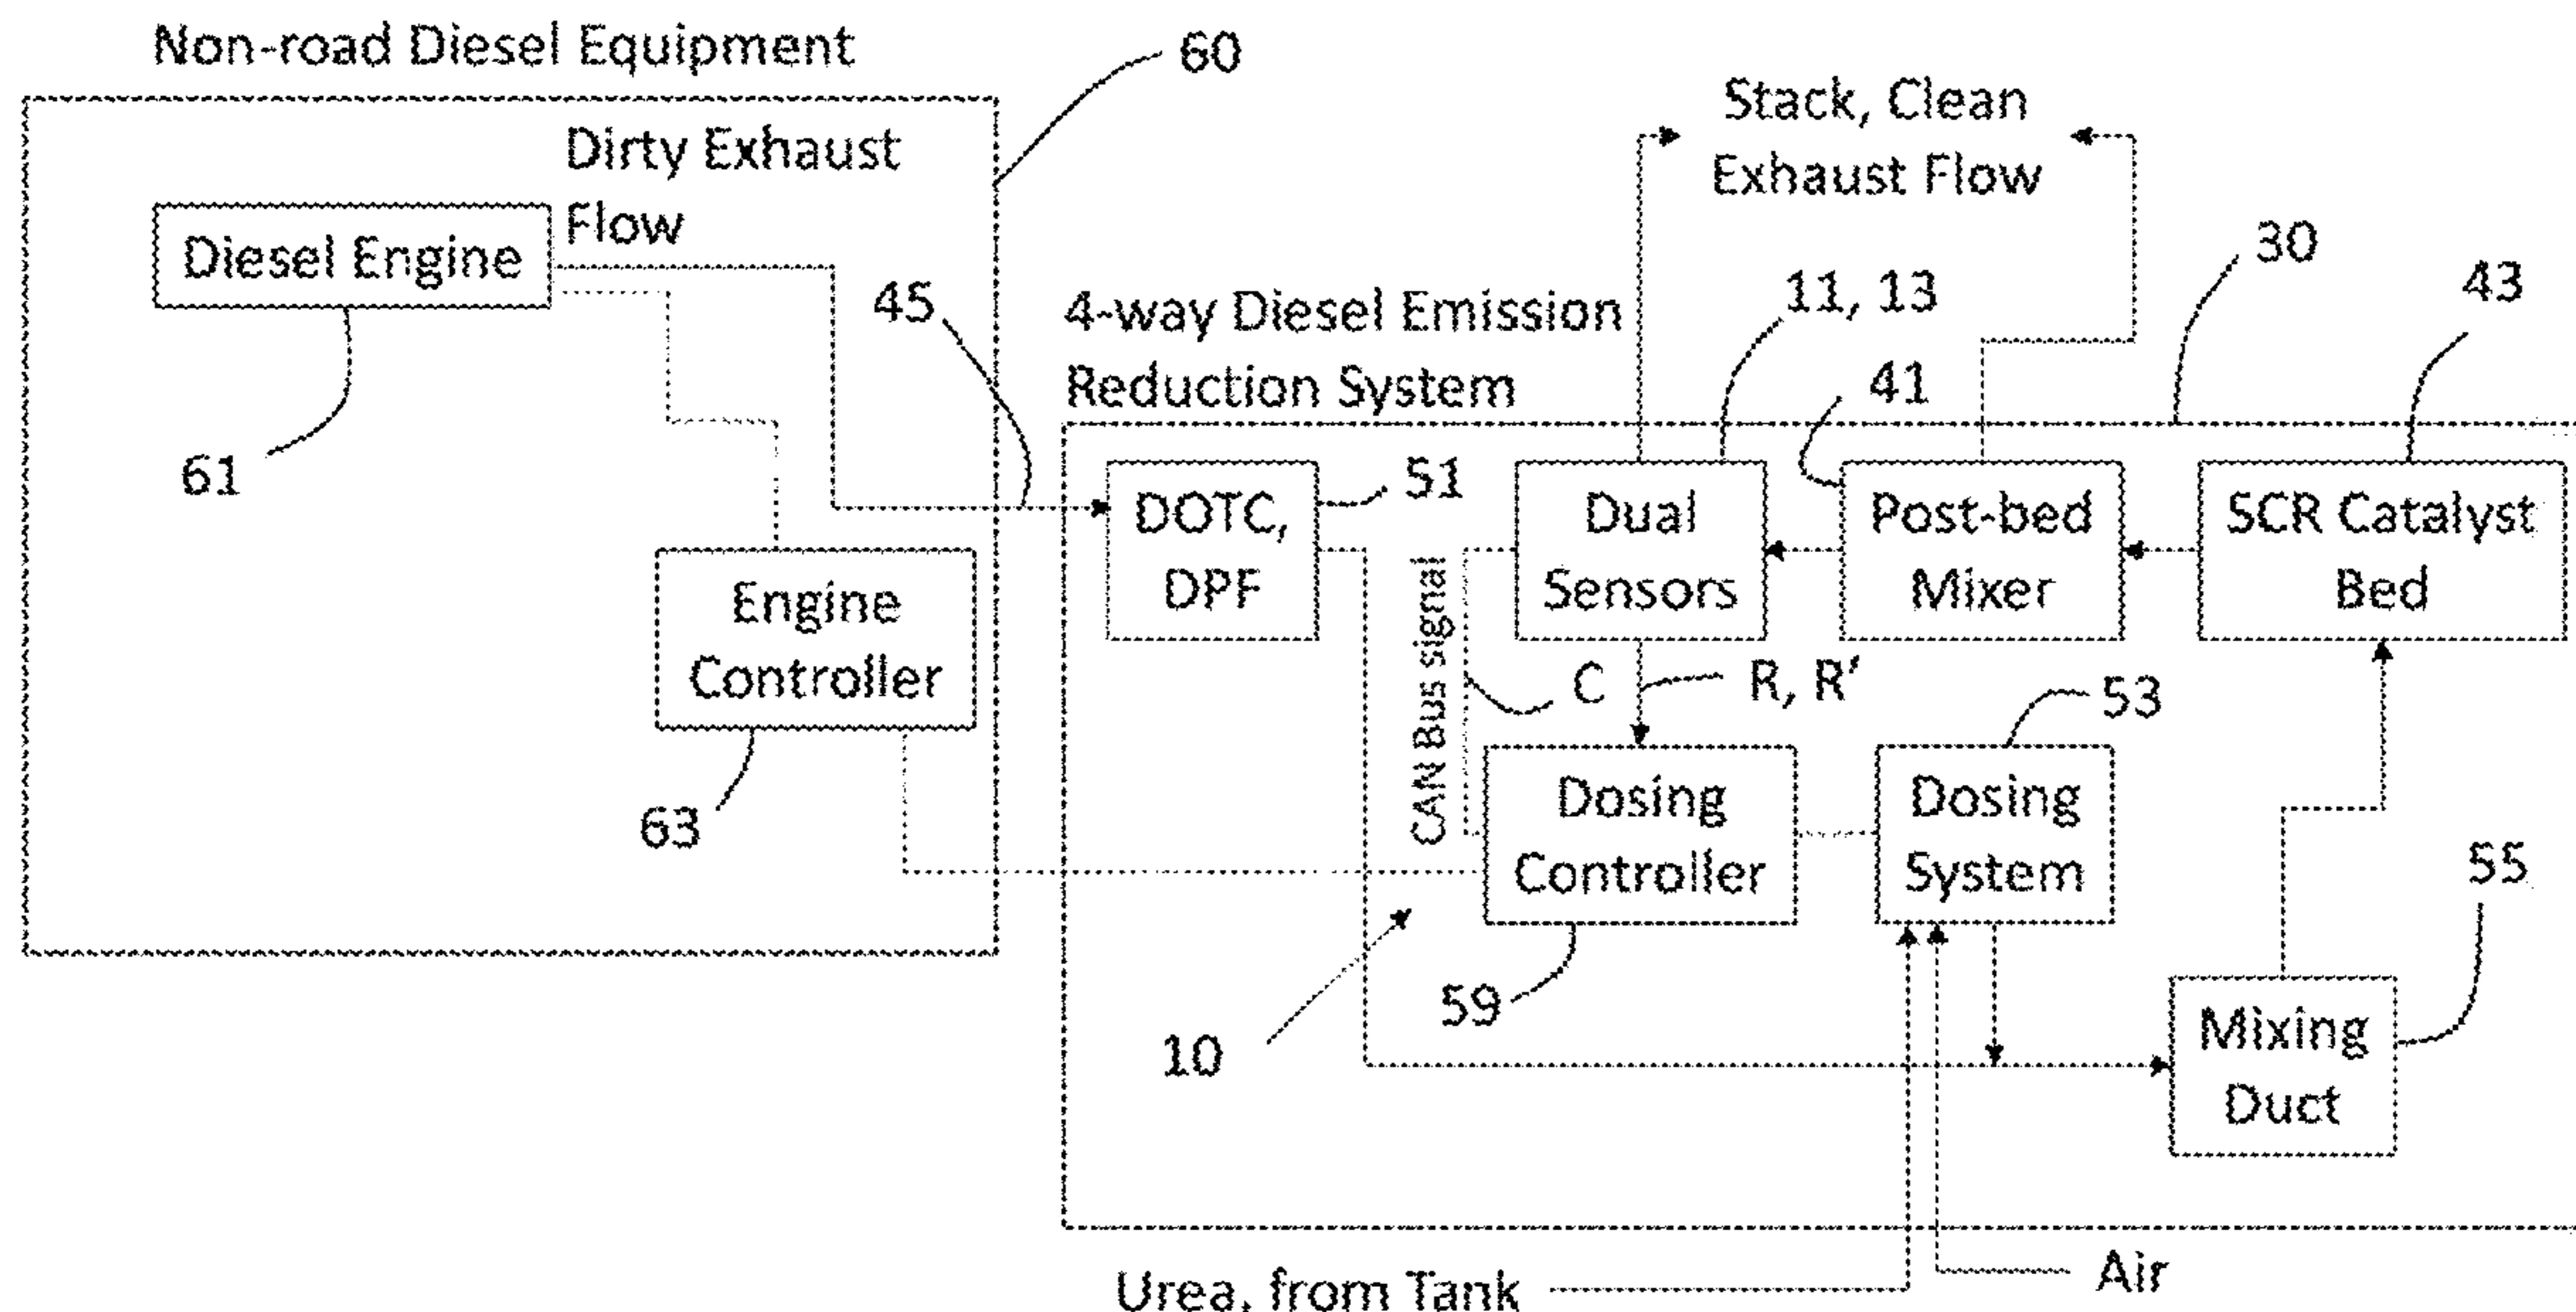 Non-road Diesel Equipment
60
Stack, Clean
Exhaust Flow
Dirty Exhaust
Flow
Diesel Engine
30
43
45
4-way Diesel Emission
Reduction System
11, 13
41
61
51
DOTC,
DPF
Dual
Sensors
Post-bed
Mixer
SCR Catalyst
Bed
Engine
Controller
CAN Bus signal
C
R, R'
53
63
Dosing
Controller
Dosing
System
55
10
59
Mixing
Duct
Urea, from Tank
Air